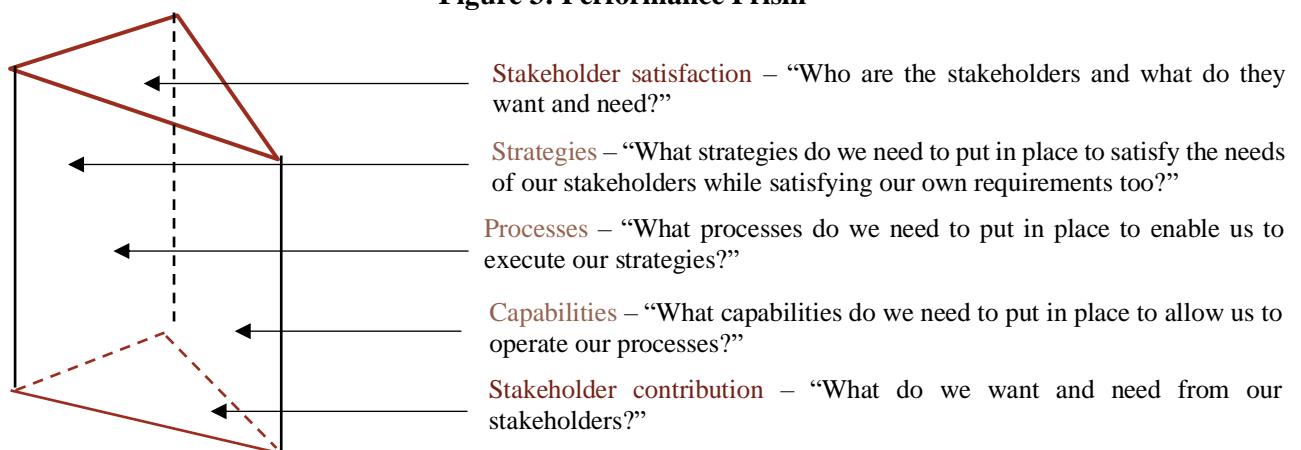 Figure 5: Performance Prism
Stakeholder satisfaction – “Who are the stakeholders and what do they
want and need?”
Strategies – “What strategies do we need to put in place to satisfy the needs
of our stakeholders while satisfying our own requirements too?”
Processes – “What processes do we need to put in place to enable us to
execute our strategies?”
Capabilities – “What capabilities do we need to put in place to allow us to
operate our processes?”
Stakeholder contribution – “What do we want and need from our
stakeholders?”